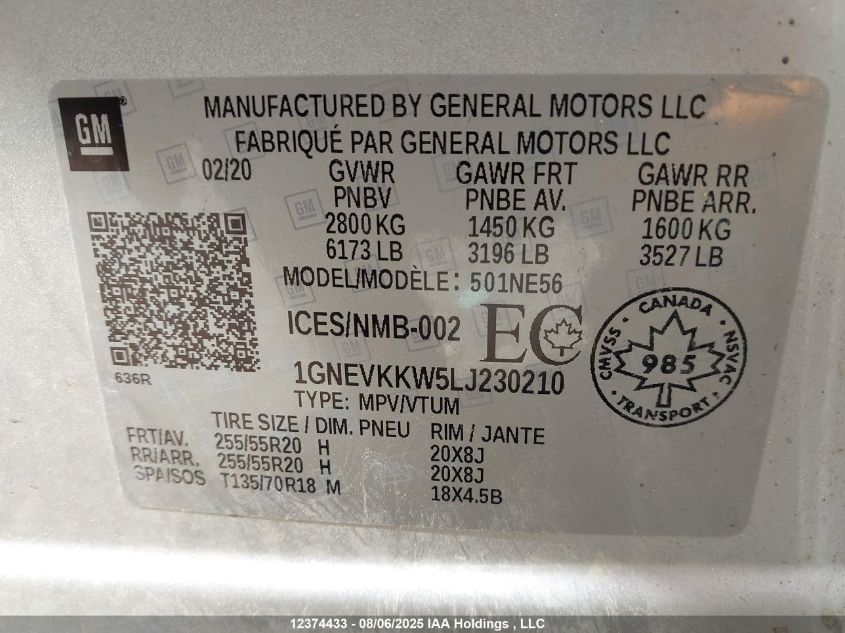 GM
MANUFACTURED BY GENERAL MOTORS LLC
FABRIQUÉ PAR GENERAL MOTORS LLC
02/20 GVWR GAWR FRT GAWR RR
PNBV PNBE AV. PNBE ARR.
2800 KG 1450 KG 1600 KG
6173 LB 3196 LB 3527 LB
MODEL/MODÈLE: 501NE56
ICES/NMB-002 EC
CANADA
CMVSS 985 NSVAC
TRANSPORT
636R
1GNEVKKW5LJ230210
TYPE: MPV/VTUM
TIRE SIZE / DIM. PNEU RIM / JANTE
FRT/AV. 255/55R20 H 20X8J
RR/ARR. 255/55R20 H 20X8J
SPA/SOS T135/70R18 M 18X4.5B
12374433 - 08/06/2025 IAA Holdings , LLC